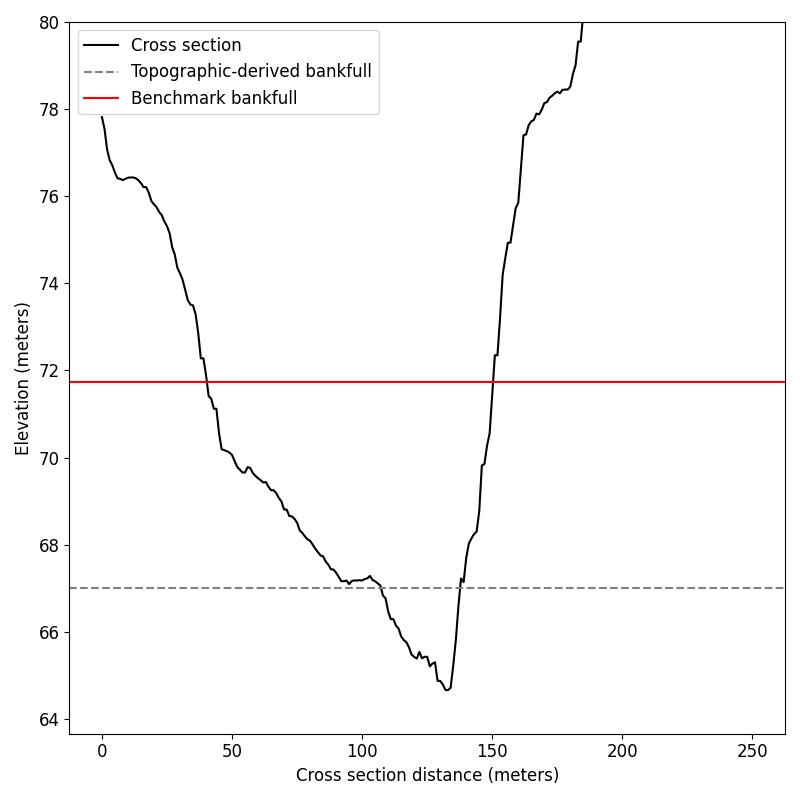 80
78
76
74
72
70
68
66
64
Elevation (meters)
Cross section
Topographic-derived bankfull
Benchmark bankfull
0 50 100 150 200 250
Cross section distance (meters)